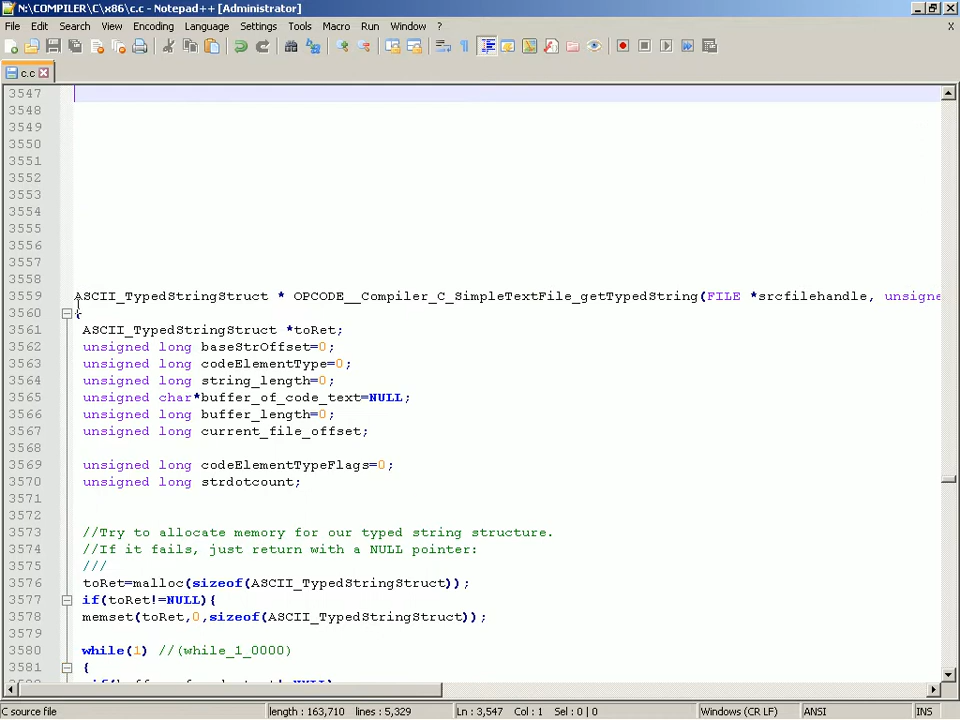 N:\COMPILER\C\x86\c.c - Notepad++ [Administrator]
File Edit Search View Encoding Language Settings Tools Macro Run Window ? X
c.c
3547
3548
3549
3550
3551
3552
3553
3554
3555
3556
3557
3558
3559 ASCII_TypedStringStruct * OPCODE__Compiler_C_SimpleTextFile_getTypedString(FILE *srcfilehandle, unsigne
3560 {
3561 ASCII_TypedStringStruct *toRet;
3562 unsigned long baseStrOffset=0;
3563 unsigned long codeElementType=0;
3564 unsigned long string_length=0;
3565 unsigned char*buffer_of_code_text=NULL;
3566 unsigned long buffer_length=0;
3567 unsigned long current_file_offset;
3568
3569 unsigned long codeElementTypeFlags=0;
3570 unsigned long strdotcount;
3571
3572
3573 //Try to allocate memory for our typed string structure.
3574 //If it fails, just return with a NULL pointer:
3575 ///
3576 toRet=malloc(sizeof(ASCII_TypedStringStruct));
3577 if(toRet!=NULL){
3578 memset(toRet,0,sizeof(ASCII_TypedStringStruct));
3579
3580 while(1) //(while_1_0000)
3581 {
C source file length : 163,710 lines : 5,329 Ln : 3,547 Col : 1 Sel : 0 | 0 Windows (CR LF) ANSI INS